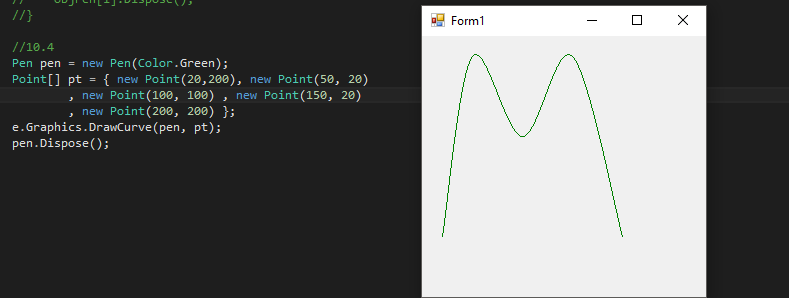 //    objPen[i].Dispose();
//}
//10.4
Pen pen = new Pen(Color.Green);
Point[] pt = { new Point(20,200), new Point(50, 20)
, new Point(100, 100) , new Point(150, 20)
, new Point(200, 200) };
e.Graphics.DrawCurve(pen, pt);
pen.Dispose();
Form1